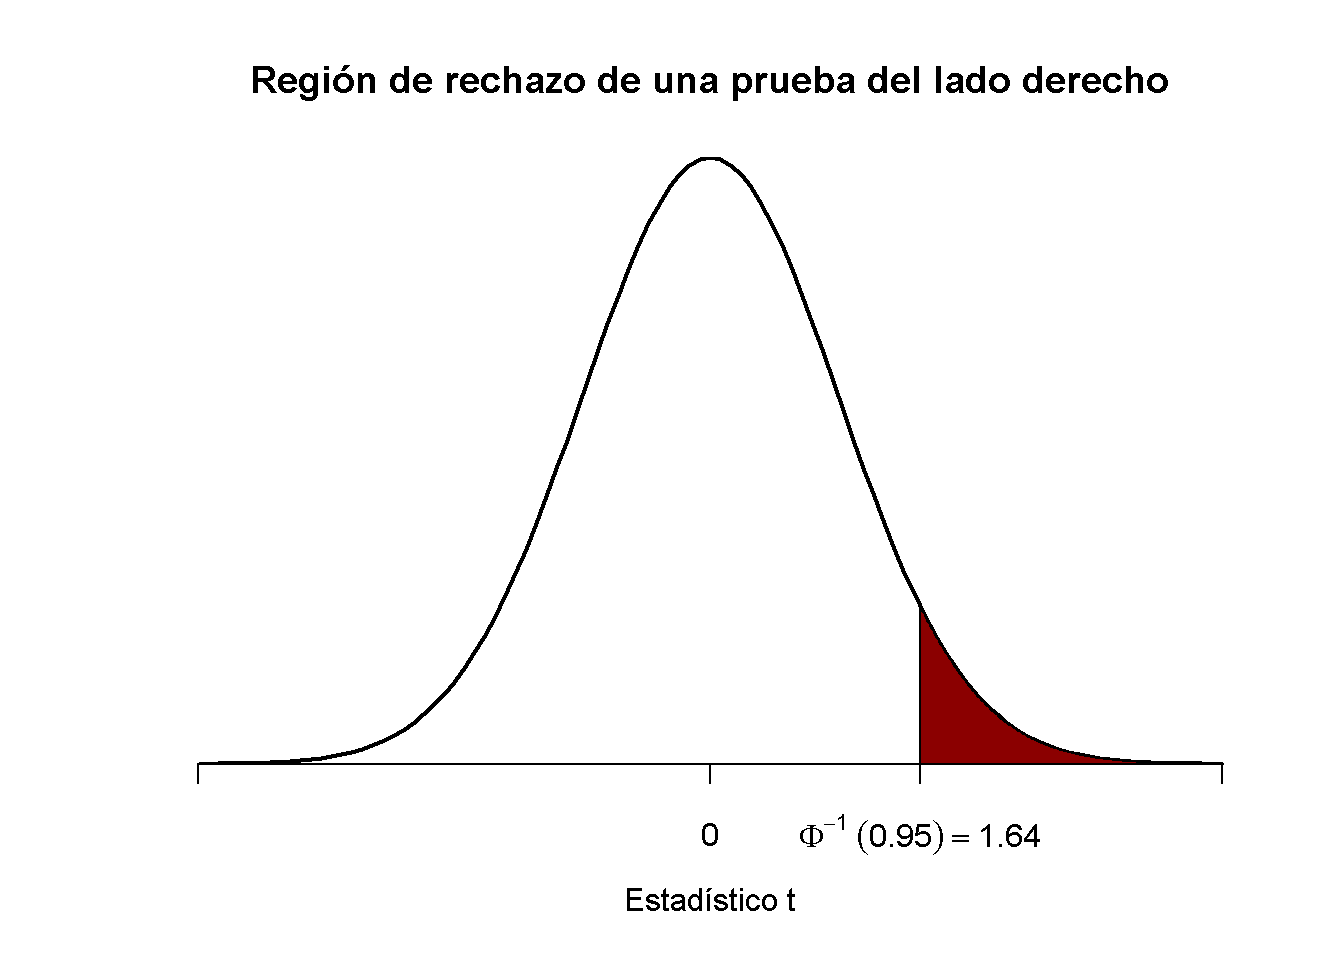 Región de rechazo de una prueba del lado derecho
0
Φ⁻¹(0.95) = 1.64
Estadístico t